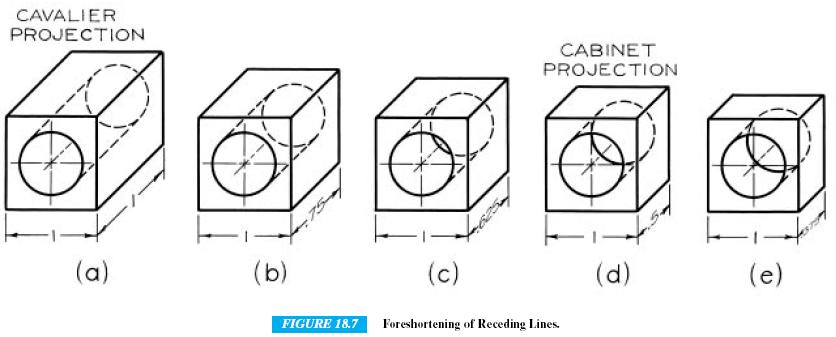 CAVALIER
PROJECTION
CABINET
PROJECTION
1 1
1 .75
1 .625
1 .5
1 .375
(a) (b) (c) (d) (e)
FIGURE 18.7 Foreshortening of Receding Lines.